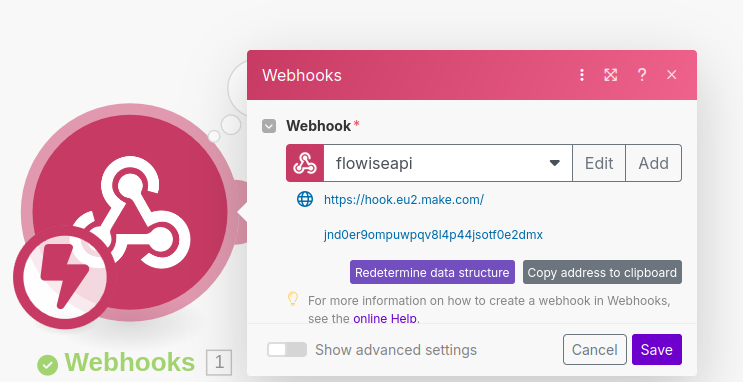 Webhooks
Webhook*
flowiseapi
Edit
Add
https://hook.eu2.make.com/
jnd0er9ompuwpqv8l4p44jsotf0e2dmx
Redetermine data structure
Copy address to clipboard
For more information on how to create a webhook in Webhooks,
see the online Help.
Show advanced settings
Cancel
Save
Webhooks 1